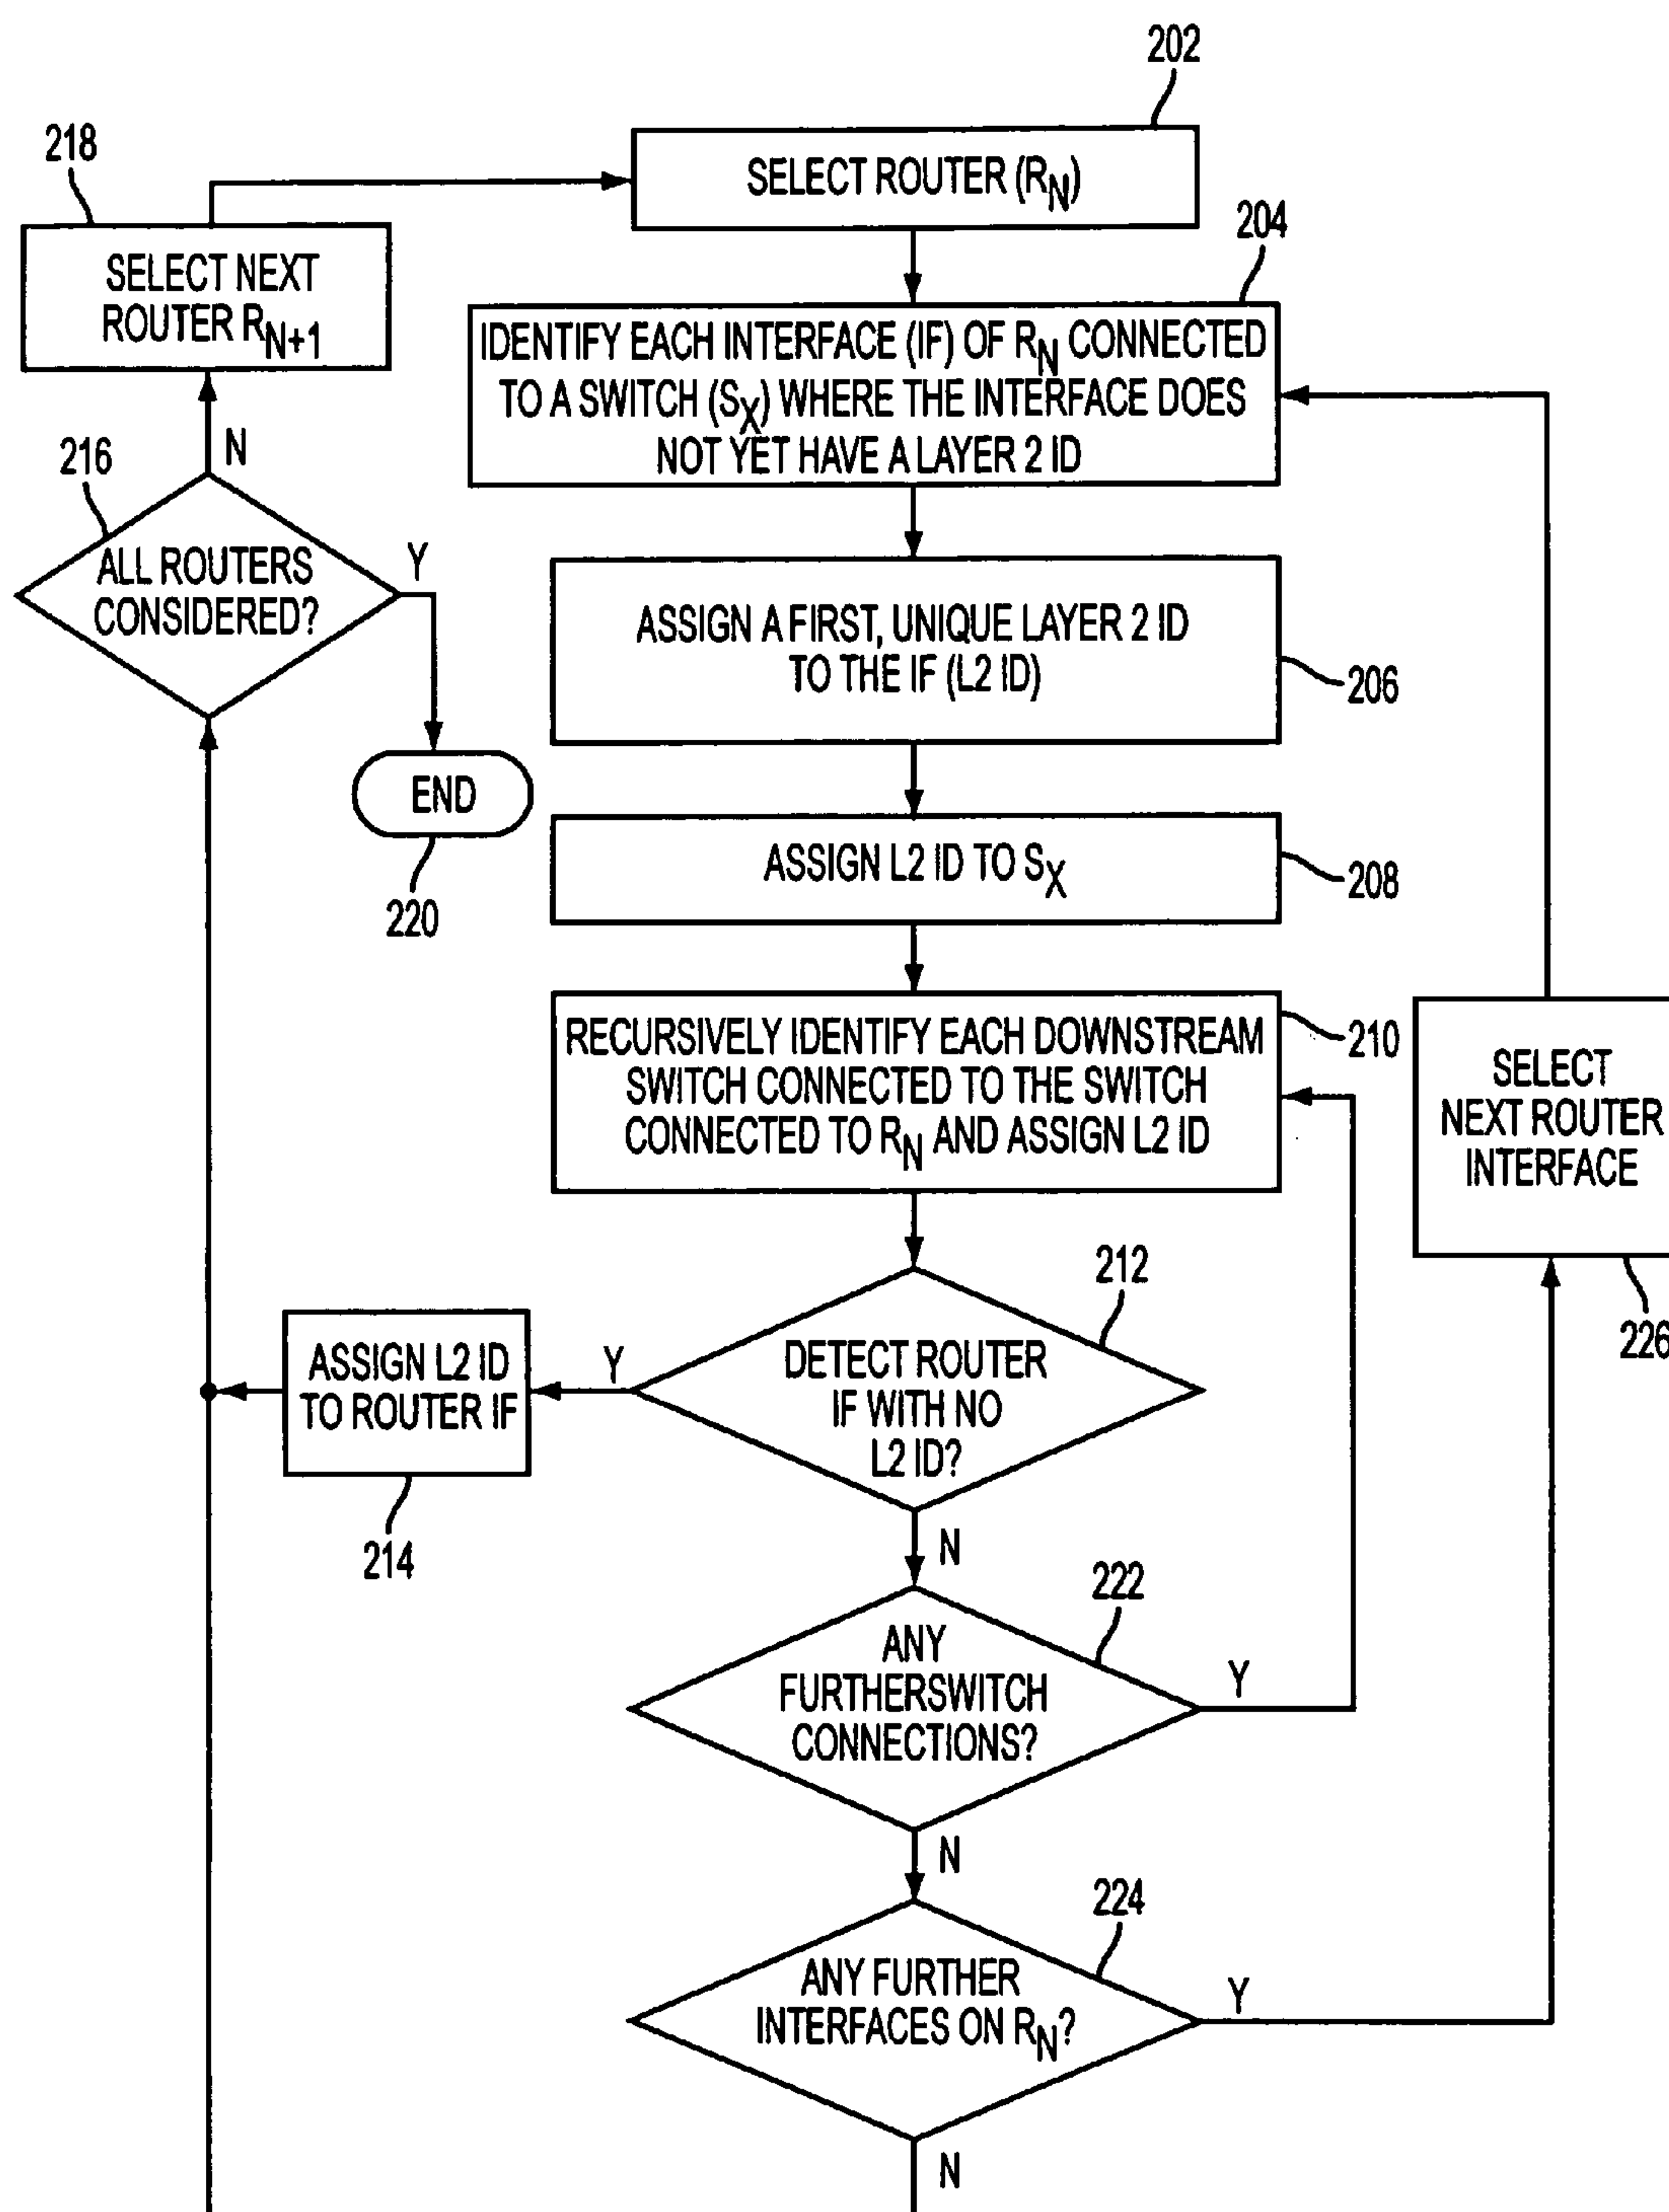 202
218
SELECT ROUTER (RN)
204
SELECT NEXT
ROUTER RN+1
IDENTIFY EACH INTERFACE (IF) OF RN CONNECTED
TO A SWITCH (SX) WHERE THE INTERFACE DOES
NOT YET HAVE A LAYER 2 ID
N
216
ALL ROUTERS
CONSIDERED?
Y
ASSIGN A FIRST, UNIQUE LAYER 2 ID
TO THE IF (L2 ID)
206
END
220
ASSIGN L2 ID TO SX
208
RECURSIVELY IDENTIFY EACH DOWNSTREAM
SWITCH CONNECTED TO THE SWITCH
CONNECTED TO RN AND ASSIGN L2 ID
210
SELECT
NEXT ROUTER
INTERFACE
226
212
DETECT ROUTER
IF WITH NO
L2 ID?
Y
ASSIGN L2 ID
TO ROUTER IF
214
N
222
ANY
FURTHERSWITCH
CONNECTIONS?
Y
N
224
ANY FURTHER
INTERFACES ON RN?
Y
N